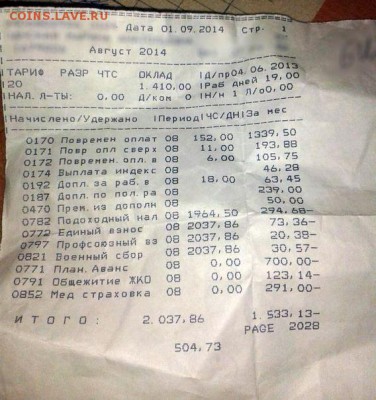 COINS.LAVE.RU
Дата 01.09.2014 Стр. 1
Август 2014
ТАРИФ РАЗР ЧТС ОКЛАД !Д/пр04.06.2013
!20 1.410.00 !Раб дней 19,00
!НАЛ. Л-ТЫ: 0,00 Д/ком 0 !Н/н 1 Л/о0,00
!Начислено/Удержано !Период!ЧС/ДН!За мес
0170 Повремен оплат 08 152,00 1339,50
0171 Повр опл сверх 08 11,00 193,88
0172 Повремен. опл. в 08 6,00 105,75
0174 Выплата индекс 08 46,28
0192 Допл. за раб. в 08 18,00 63,45
0187 Допл. по пол. ра 08 239,00
0470 Прем. из дополн 08 50,00
0782 Подоходный нал 08 1964,50 294,68-
0772 Единый взнос 08 2037,86 73,36-
0797 Профсоюзный вз 08 2037,86 20,38-
0821 Военный сбор 08 2037,86 30,57-
0771 План. Аванс 08 0,00 700,00-
0791 Общежитие ЖКО 08 0,00 123,14-
0852 Мед страховка 08 0,00 291,00-
И Т О Г О : 2.037,86 1.533,13-
PAGE 2028
504,73